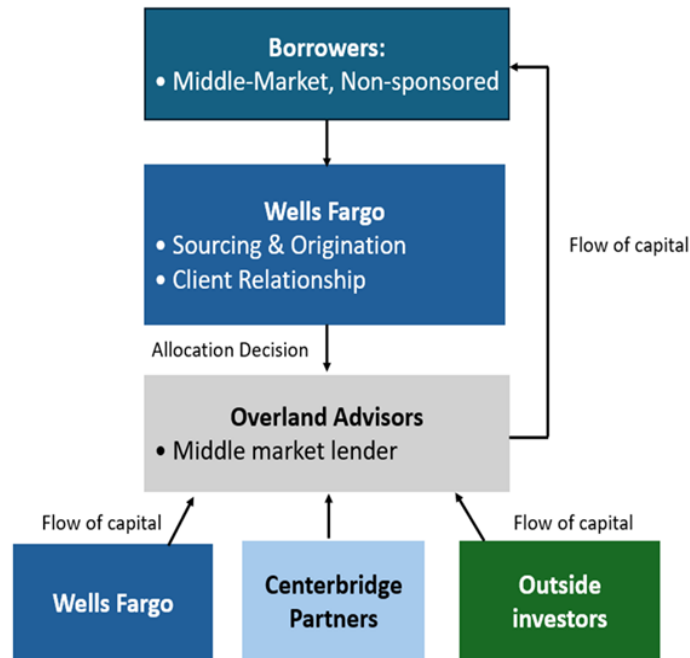 Borrowers:
• Middle-Market, Non-sponsored
Wells Fargo
• Sourcing & Origination
• Client Relationship
Flow of capital
Allocation Decision
Overland Advisors
• Middle market lender
Flow of capital
Flow of capital
Wells Fargo
Centerbridge
Partners
Outside
investors